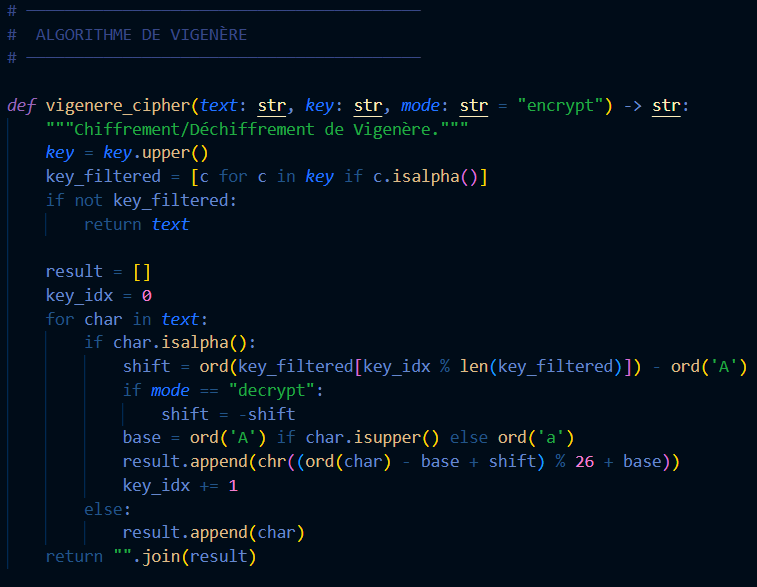 # ─────────────────────────────────────────
#  ALGORITHME DE VIGENÈRE
# ─────────────────────────────────────────

def vigenere_cipher(text: str, key: str, mode: str = "encrypt") -> str:
    """Chiffrement/Déchiffrement de Vigenère."""
    key = key.upper()
    key_filtered = [c for c in key if c.isalpha()]
    if not key_filtered:
        return text

    result = []
    key_idx = 0
    for char in text:
        if char.isalpha():
            shift = ord(key_filtered[key_idx % len(key_filtered)]) - ord('A')
            if mode == "decrypt":
                shift = -shift
            base = ord('A') if char.isupper() else ord('a')
            result.append(chr((ord(char) - base + shift) % 26 + base))
            key_idx += 1
        else:
            result.append(char)
    return "".join(result)